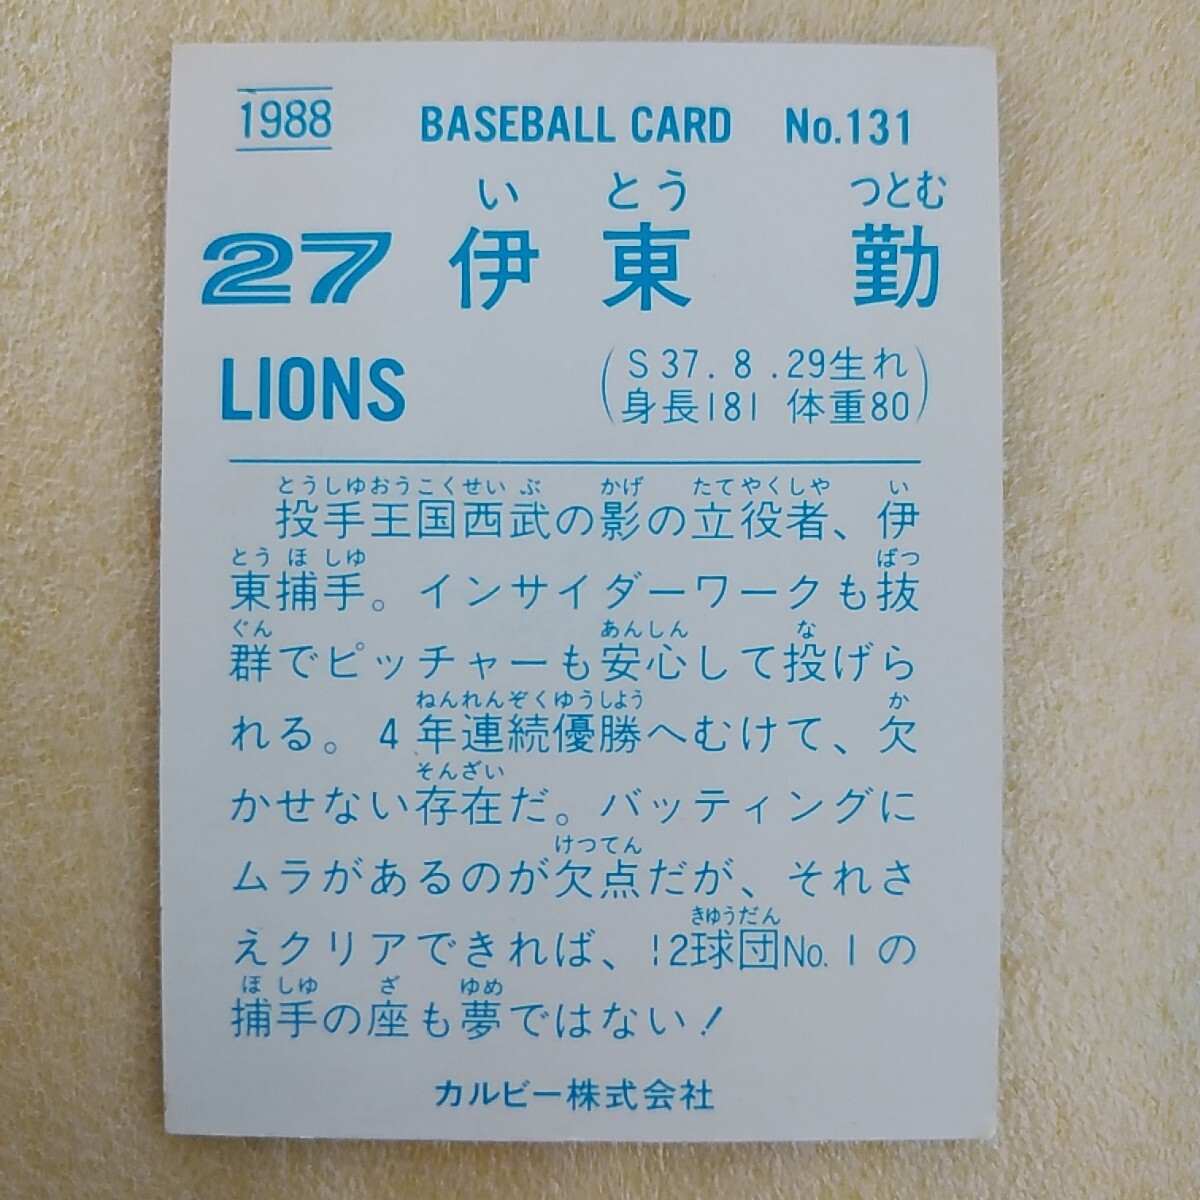 1988 BASEBALL CARD No.131
い とう つとむ
27 伊東 勤
LIONS
(S37.8.29生れ
身長181 体重80)
とうしゆおうこくせいぶ かげ たてやくしや い
投手王国西武の影の立役者、伊
とうほしゆ ばつ
東捕手。インサイダーワークも抜
ぐん あんしん な
群でピッチャーも安心して投げら
ねんれんぞくゆうしよう か
れる。4年連続優勝へむけて、欠
そんざい
かせない存在だ。バッティングに
けつてん
ムラがあるのが欠点だが、それさ
きゆうだん
えクリアできれば、12球団No.1の
ほしゆ ざ ゆめ
捕手の座も夢ではない!
カルビー株式会社